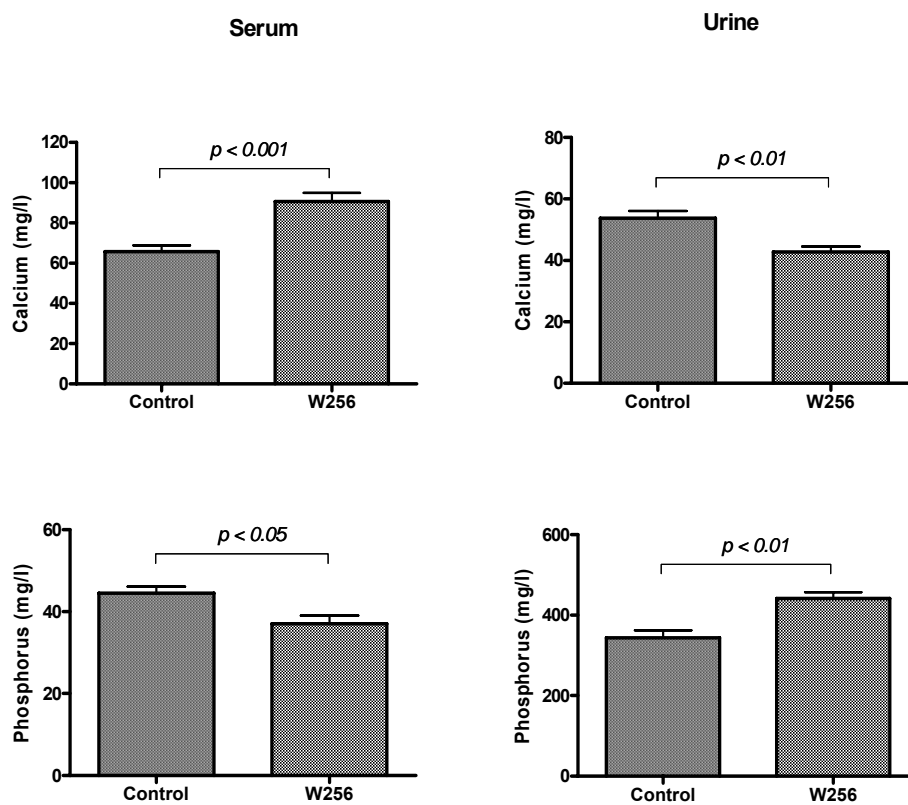 Serum
Urine
p < 0.001
Calcium (mg/l)
120
100
80
60
40
20
0
Control
W256
p < 0.01
Calcium (mg/l)
80
60
40
20
0
Control
W256
p < 0.05
Phosphorus (mg/l)
60
40
20
0
Control
W256
p < 0.01
Phosphorus (mg/l)
600
400
200
0
Control
W256